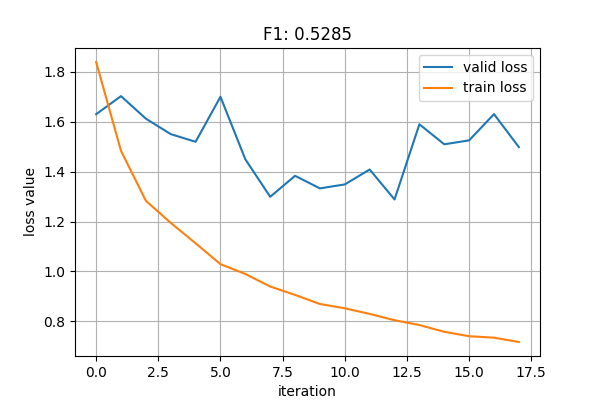 F1: 0.5285
valid loss
train loss
1.8
1.6
1.4
1.2
1.0
0.8
loss value
0.0 2.5 5.0 7.5 10.0 12.5 15.0 17.5
iteration